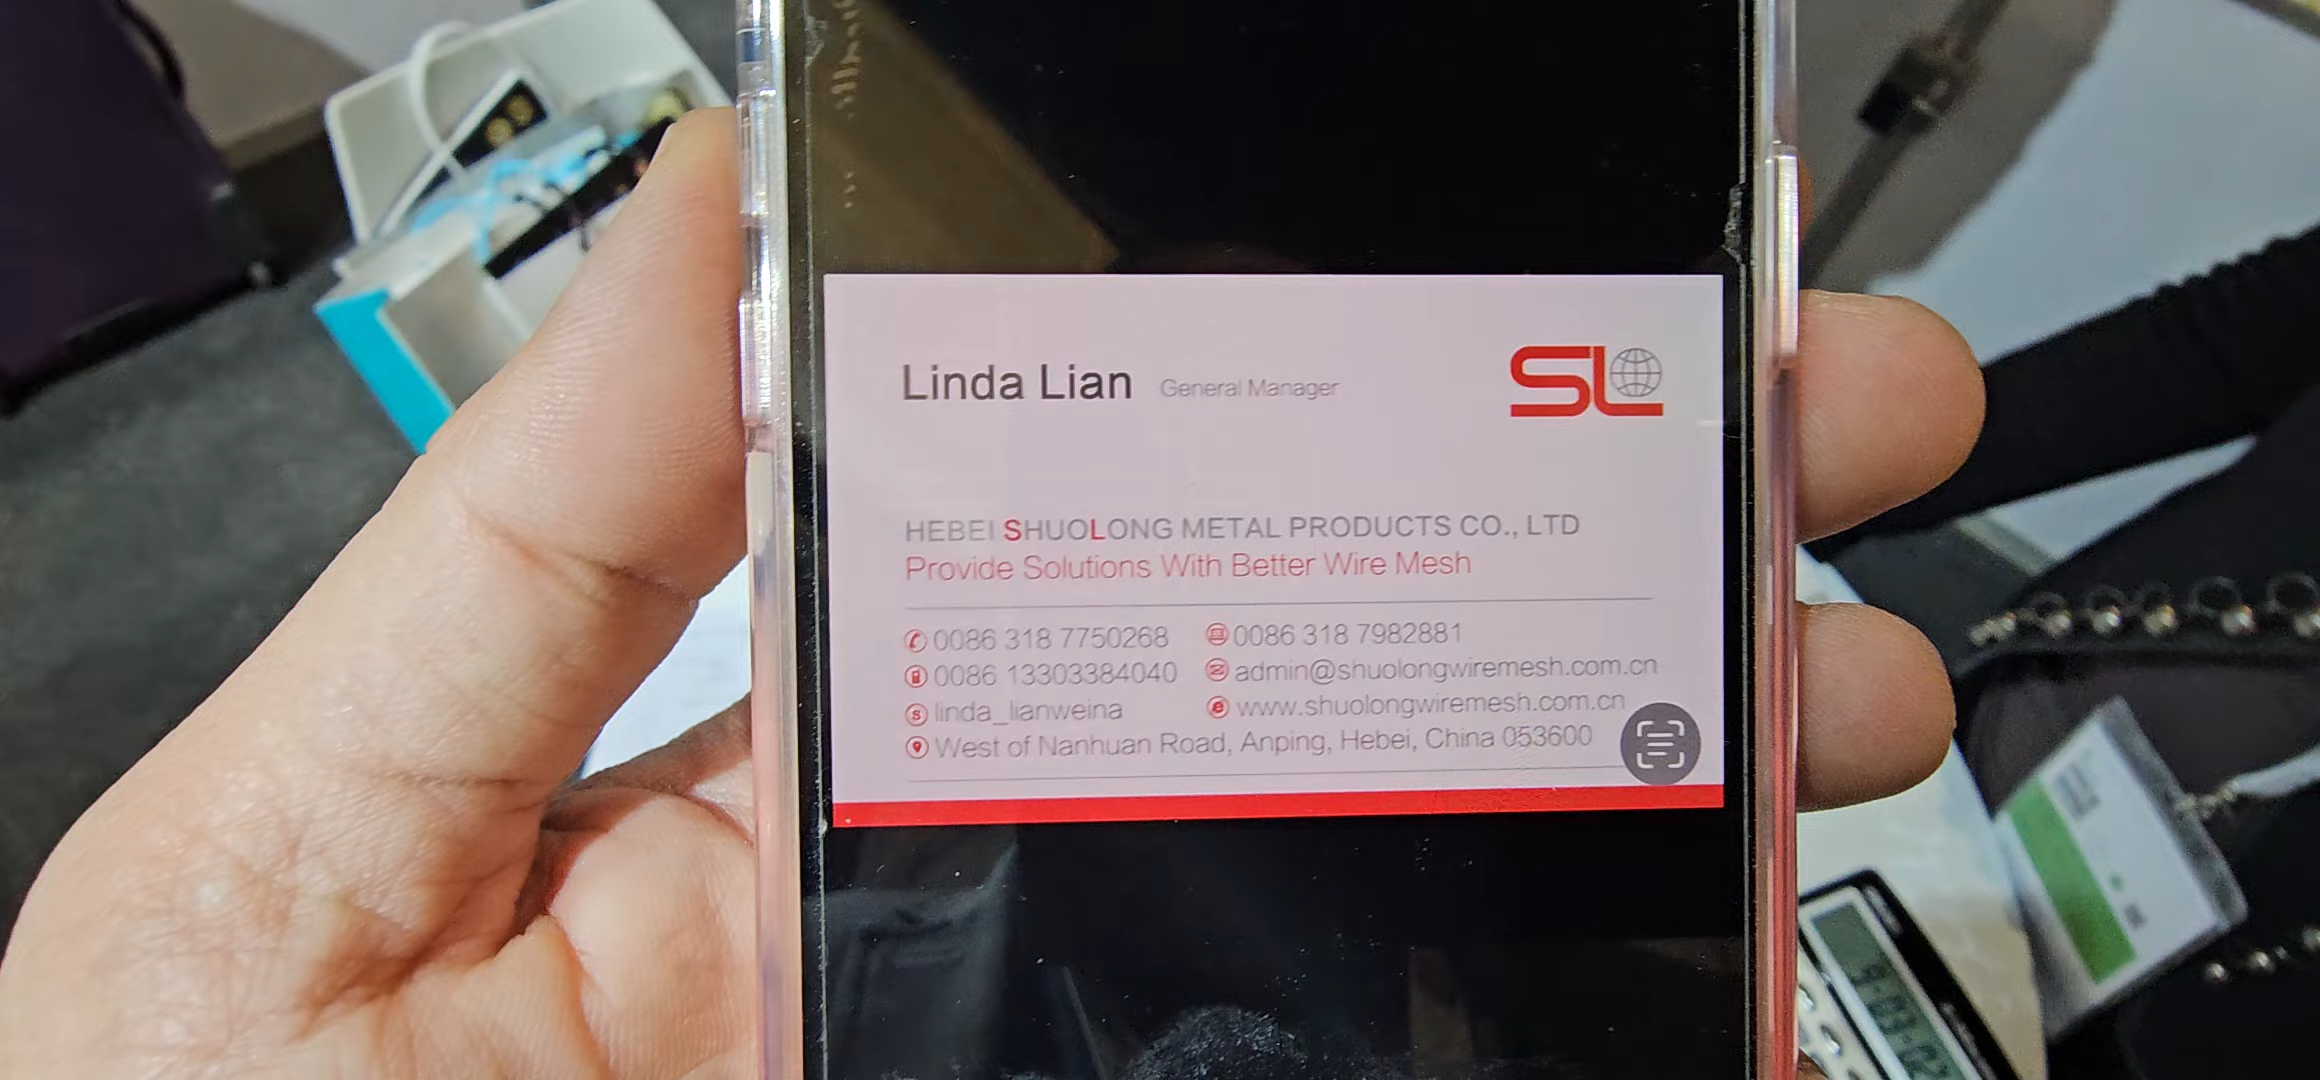 Linda Lian General Manager
SL
HEBEI SHUOLONG METAL PRODUCTS CO., LTD
Provide Solutions With Better Wire Mesh
0086 318 7750268 0086 318 7982881
0086 13303384040 admin@shuolongwiremesh.com.cn
linda_lianweina www.shuolongwiremesh.com.cn
West of Nanhuan Road, Anping, Hebei, China 053600